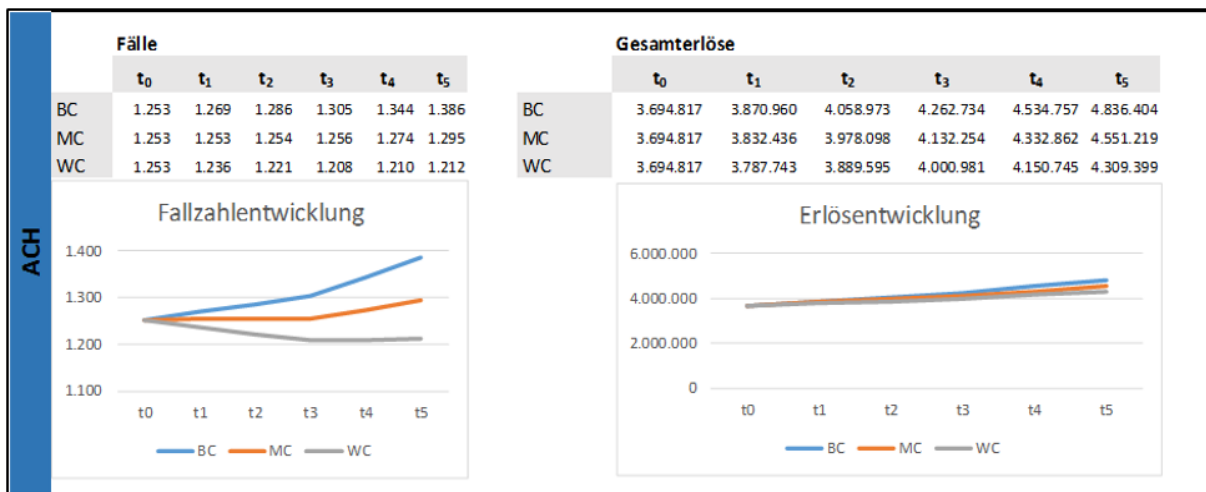 ACH
Fälle
t₀ t₁ t₂ t₃ t₄ t₅
BC 1.253 1.269 1.286 1.305 1.344 1.386
MC 1.253 1.253 1.254 1.256 1.274 1.295
WC 1.253 1.236 1.221 1.208 1.210 1.212
Gesamterlöse
t₀ t₁ t₂ t₃ t₄ t₅
BC 3.694.817 3.870.960 4.058.973 4.262.734 4.534.757 4.836.404
MC 3.694.817 3.832.436 3.978.098 4.132.254 4.332.862 4.551.219
WC 3.694.817 3.787.743 3.889.595 4.000.981 4.150.745 4.309.399
Fallzahlentwicklung
1.400
1.300
1.200
1.100
t0 t1 t2 t3 t4 t5
BC MC WC
Erlösentwicklung
6.000.000
4.000.000
2.000.000
0
t0 t1 t2 t3 t4 t5
BC MC WC